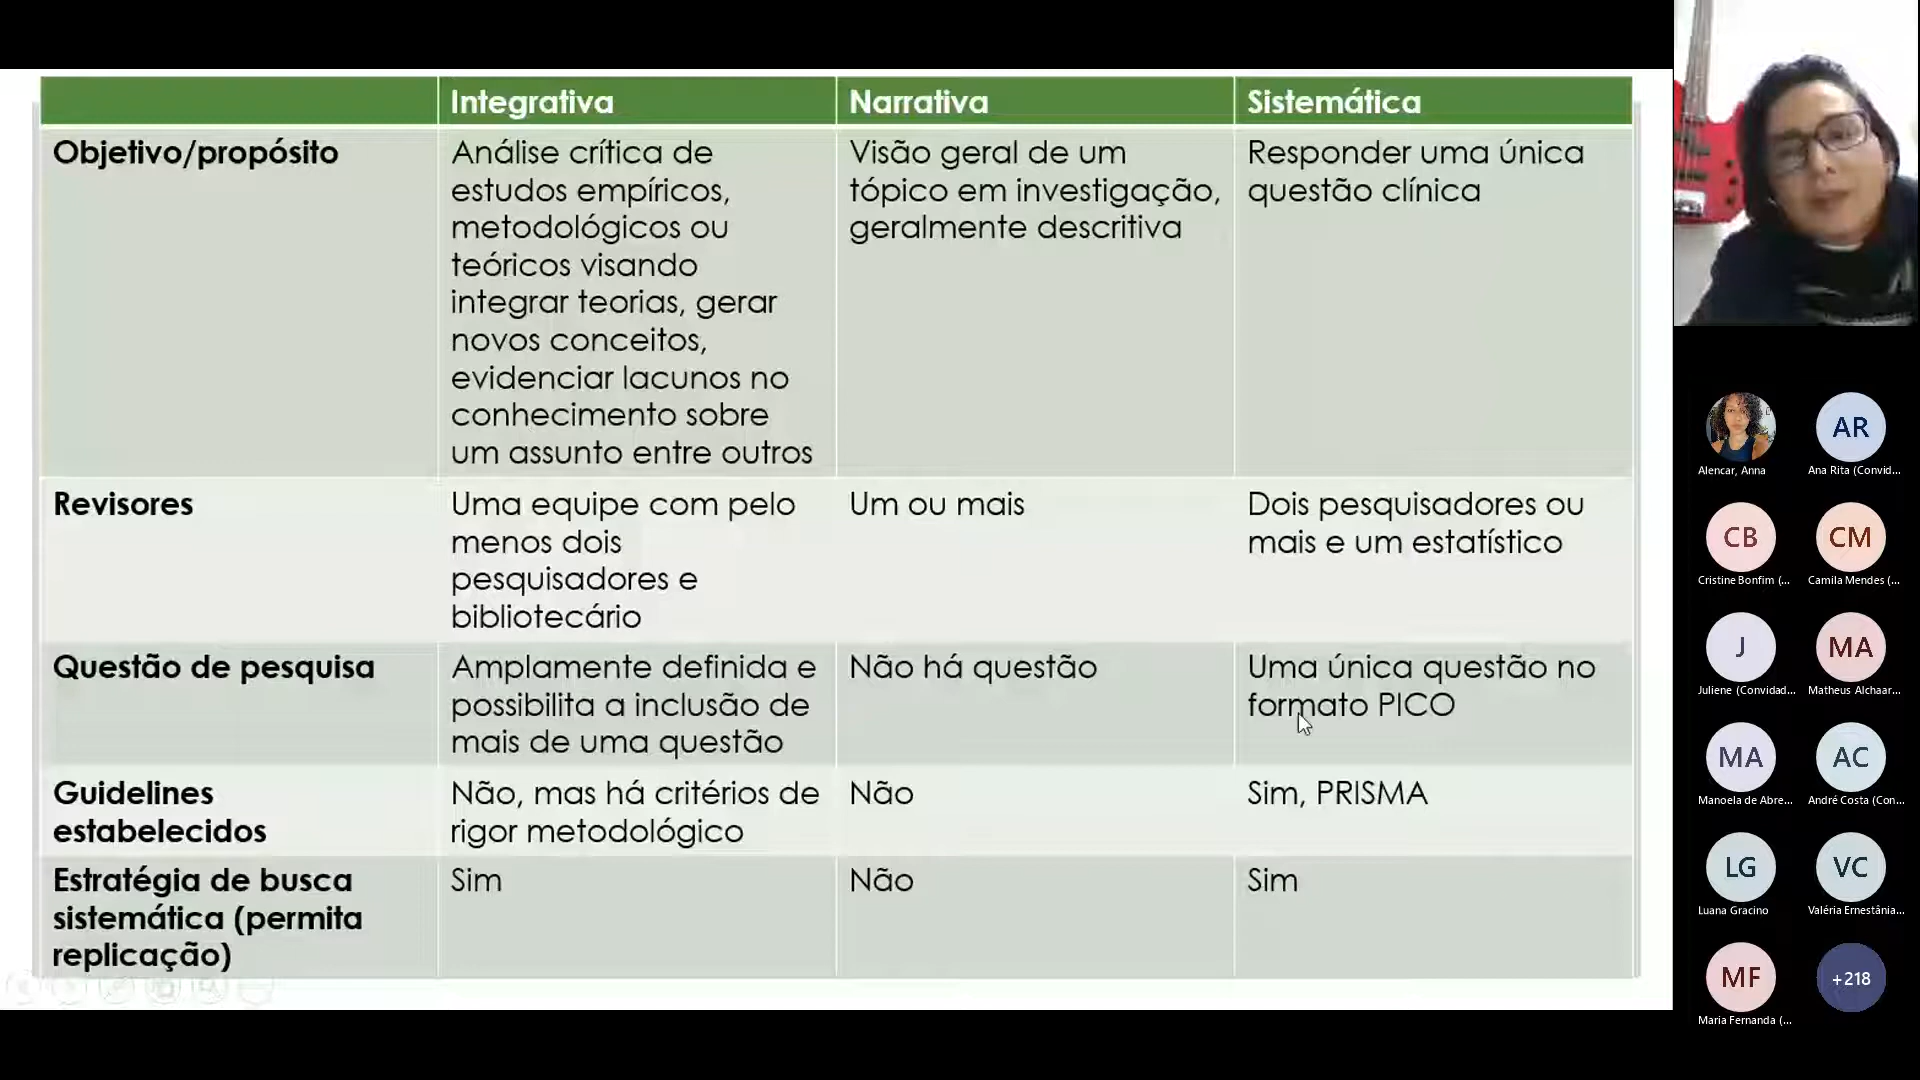 Integrativa
Narrativa
Sistemática
Objetivo/propósito
Análise crítica de
estudos empíricos,
metodológicos ou
teóricos visando
integrar teorias, gerar
novos conceitos,
evidenciar lacunos no
conhecimento sobre
um assunto entre outros
Visão geral de um
tópico em investigação,
geralmente descritiva
Responder uma única
questão clínica
Revisores
Uma equipe com pelo
menos dois
pesquisadores e
bibliotecário
Um ou mais
Dois pesquisadores ou
mais e um estatístico
Questão de pesquisa
Amplamente definida e
possibilita a inclusão de
mais de uma questão
Não há questão
Uma única questão no
formato PICO
Guidelines
estabelecidos
Não, mas há critérios de
rigor metodológico
Não
Sim, PRISMA
Estratégia de busca
sistemática (permita
replicação)
Sim
Não
Sim
Alencar, Anna
AR
Ana Rita (Convid...
CB
Cristine Bonfim (...
CM
Camila Mendes (...
J
Juliene (Convidad...
MA
Matheus Alchaar...
MA
Manoela de Abre...
AC
André Costa (Con...
LG
Luana Gracino
VC
Valéria Ernestânia...
MF
Maria Fernanda (...
+218